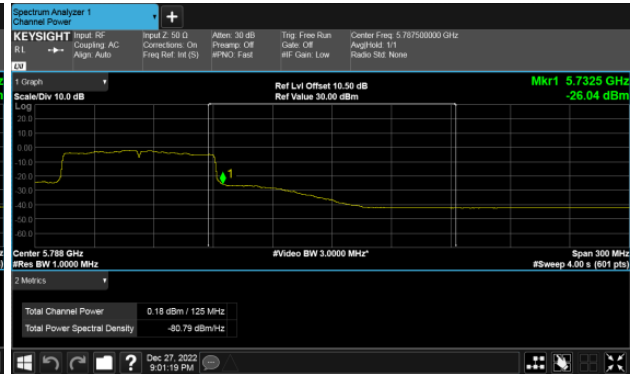 Spectrum Analyzer 1
Channel Power
+
KEYSIGHT Input: RF Input Z: 50 Ω Atten: 30 dB Trig: Free Run Center Freq: 5.787500000 GHz
RL Coupling: AC Corrections: On Preamp: Off Gate: Off Avg|Hold: 1/1
Align: Auto Freq Ref: Int (S) #PNO: Fast #IF Gain: Low Radio Std: None
LXI
1 Graph
Ref Lvl Offset 10.50 dB Mkr1 5.7325 GHz
Scale/Div 10.0 dB Ref Value 30.00 dBm -26.04 dBm
Log
20.0
10.0
0.00
-10.0
-20.0
1
-30.0
-40.0
-50.0
-60.0
Center 5.788 GHz #Video BW 3.0000 MHz* Span 300 MHz
#Res BW 1.0000 MHz #Sweep 4.00 s (601 pts)
2 Metrics
Total Channel Power 0.18 dBm / 125 MHz
Total Power Spectral Density -80.79 dBm/Hz
? Dec 27, 2022
9:01:19 PM